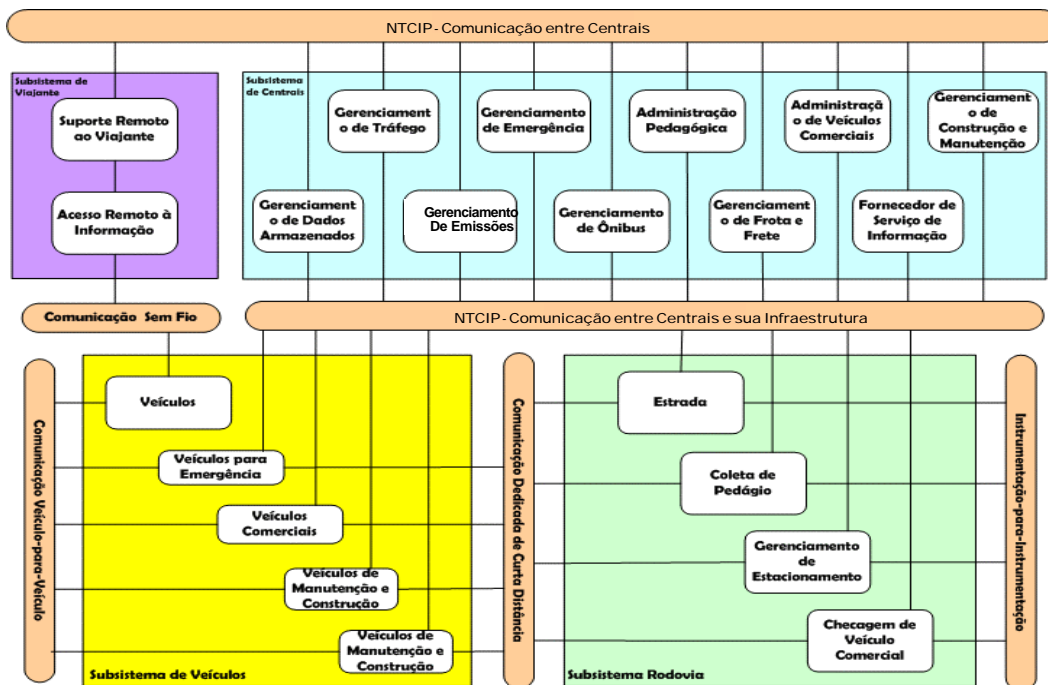 NTCIP - Comunicação entre Centrais
Subsistema de
Viajante
Suporte Remoto
ao Viajante
Acesso Remoto à
Informação
Subsistema
de Centrais
Gerenciament
o de Tráfego
Gerenciamento
de Emergência
Administração
Pedagógica
Administraçã
o de Veículos
Comerciais
Gerenciament
o de
Construção e
Manutenção
Gerenciament
o de Dados
Armazenados
Gerenciamento
De Emissões
Gerenciamento
de Ônibus
Gerenciament
o de Frota e
Frete
Fornecedor de
Serviço de
Informação
Comunicação Sem Fio
NTCIP - Comunicação entre Centrais e sua Infraestrutura
Comunicação Veículo-para-Veículo
Veículos
Veículos para
Emergência
Veículos
Comerciais
Veículos de
Manutenção e
Construção
Veículos de
Manutenção e
Construção
Subsistema de Veículos
Comunicação Dedicada de Curta Distância
Estrada
Coleta de
Pedágio
Gerenciamento
de
Estacionamento
Checagem de
Veículo
Comercial
Subsistema Rodovia
Instrumentação-para-Instrumentação